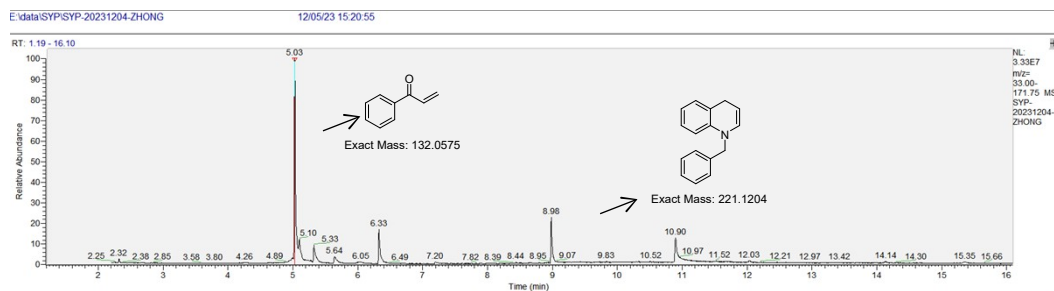 E:\data\SYP\SYP-20231204-ZHONG 12/05/23 15:20:55
RT: 1.19 - 16.10
NL:
3.33E7
m/z=
33.00-
171.75 MS
SYP-
20231204-
ZHONG
Relative Abundance
100
90
80
70
60
50
40
30
20
10
0
5.03
O
Exact Mass: 132.0575
N
Exact Mass: 221.1204
2.25 2.32 2.38 2.85 3.58 3.80 4.26 4.89 5.10 5.33 5.64 6.05 6.33 6.49 7.20 7.82 8.39 8.44 8.95 8.98 9.07 9.83 10.52 10.90 10.97 11.52 12.03 12.21 12.97 13.42 14.14 14.30 15.35 15.66
2 3 4 5 6 7 8 9 10 11 12 13 14 15 16
Time (min)